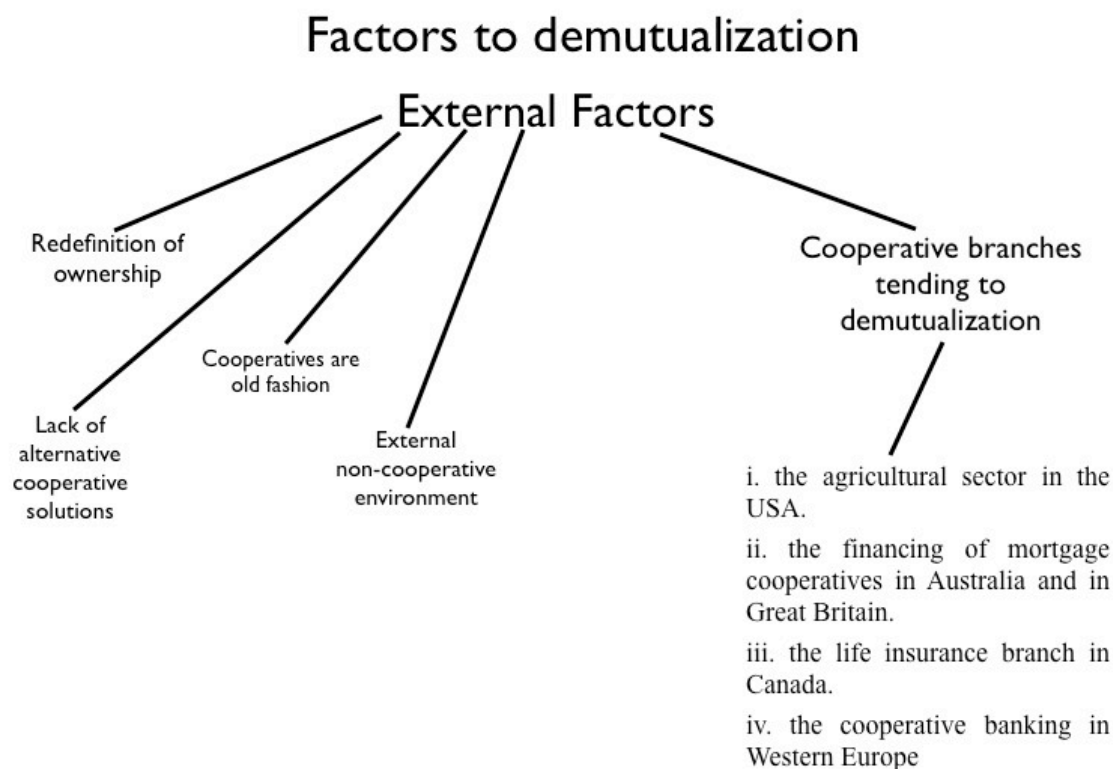 Factors to demutualization
External Factors
Redefinition of
ownership
Cooperative branches
tending to
demutualization
Cooperatives are
old fashion
Lack of
alternative
cooperative
solutions
External
non-cooperative
environment
i. the agricultural sector in the
USA.
ii. the financing of mortgage
cooperatives in Australia and in
Great Britain.
iii. the life insurance branch in
Canada.
iv. the cooperative banking in
Western Europe